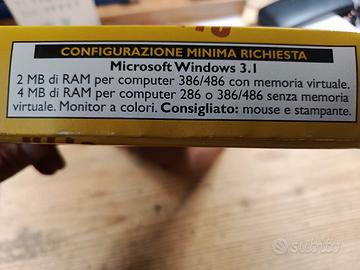 CONFIGURAZIONE MINIMA RICHIESTA
Microsoft Windows 3.1
2 MB di RAM per computer 386/486 con memoria virtuale.
4 MB di RAM per computer 286 o 386/486 senza memoria
virtuale. Monitor a colori. Consigliato: mouse e stampante.
subito